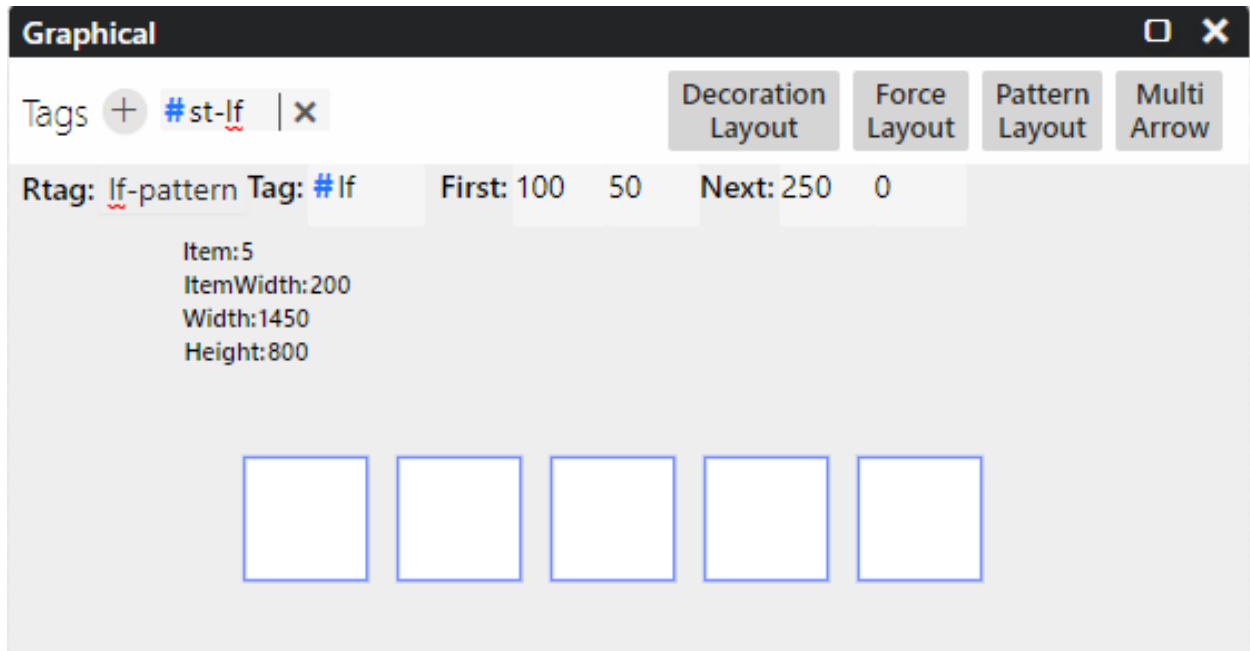 Graphical
Tags + #st-lf ×
Decoration Layout
Force Layout
Pattern Layout
Multi Arrow
Rtag: lf-pattern Tag: #lf First: 100 50 Next: 250 0
Item:5
ItemWidth:200
Width:1450
Height:800